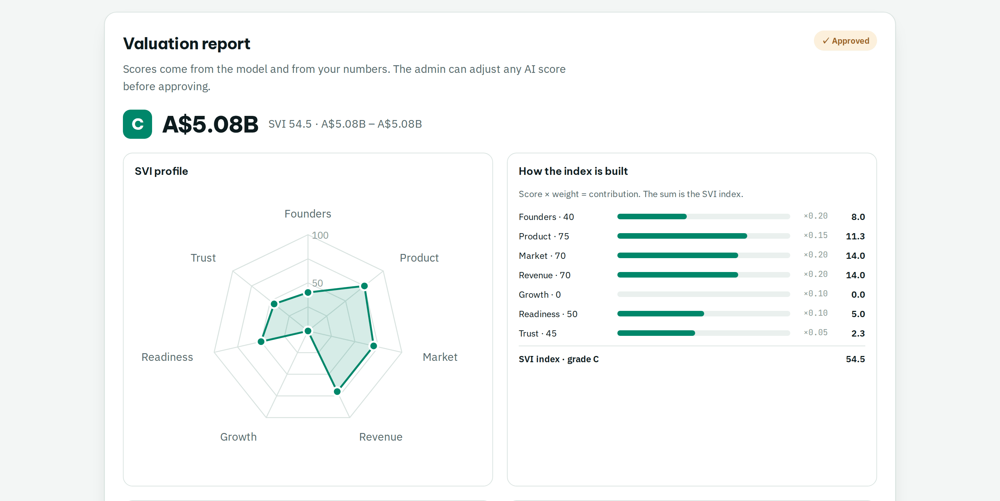 Valuation report
✓ Approved
Scores come from the model and from your numbers. The admin can adjust any AI score
before approving.
C A$5.08B SVI 54.5 · A$5.08B – A$5.08B
SVI profile
Founders
100
Trust
Product
50
Readiness
Market
Growth
Revenue
How the index is built
Score × weight = contribution. The sum is the SVI index.
Founders · 40 ×0.20 8.0
Product · 75 ×0.15 11.3
Market · 70 ×0.20 14.0
Revenue · 70 ×0.20 14.0
Growth · 0 ×0.10 0.0
Readiness · 50 ×0.10 5.0
Trust · 45 ×0.05 2.3
SVI index · grade C 54.5